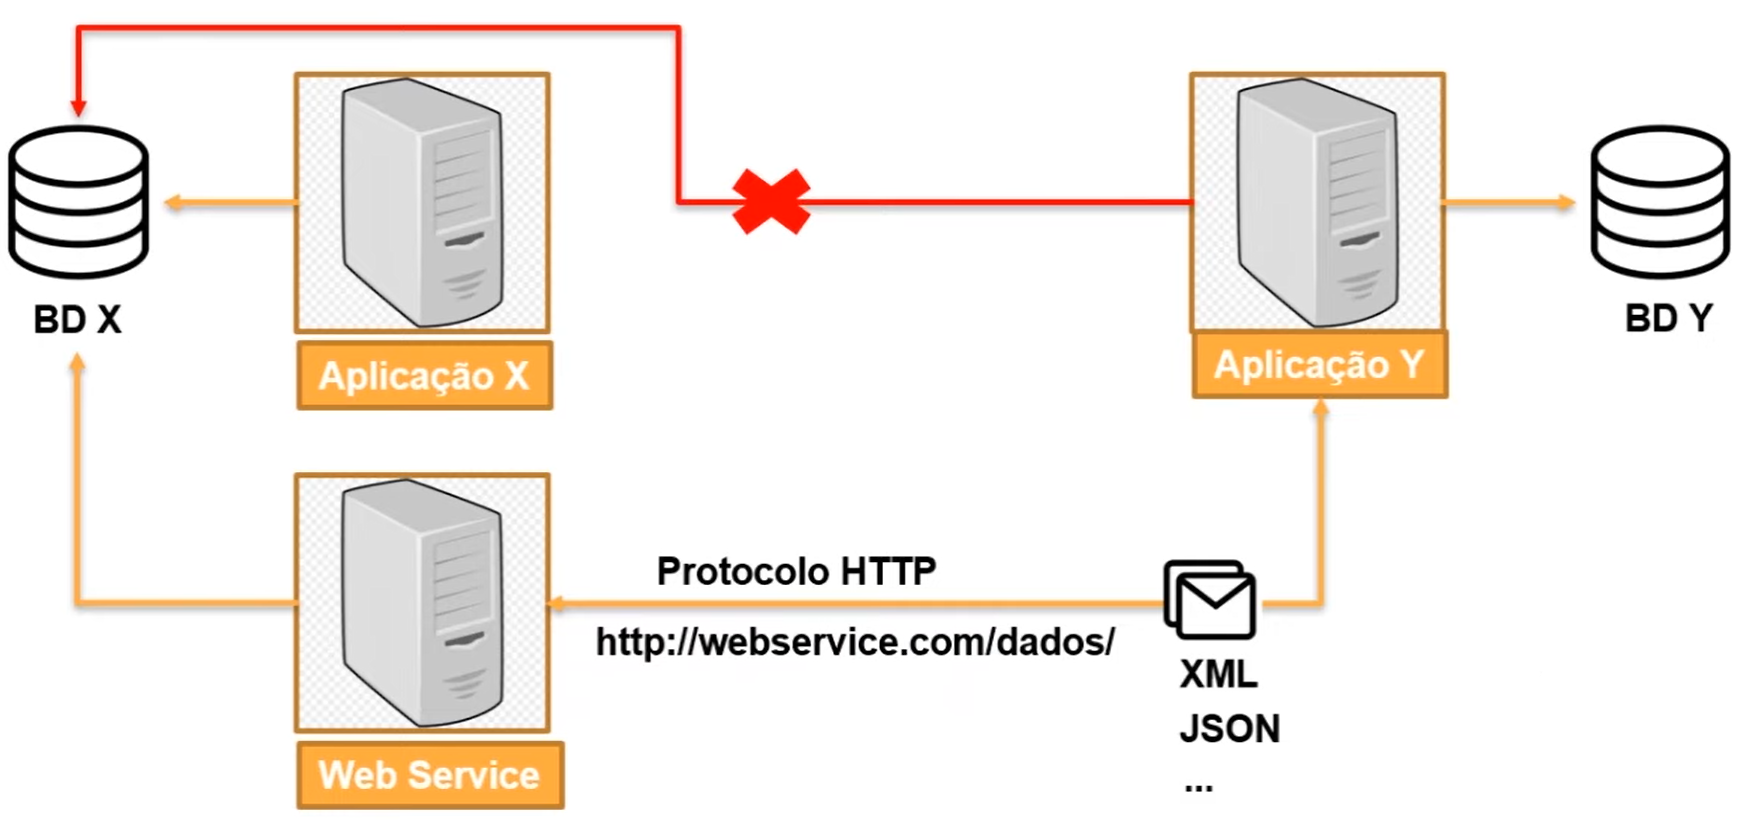 BD X
Aplicação X
Aplicação Y
BD Y
Protocolo HTTP
http://webservice.com/dados/
XML
JSON
...
Web Service